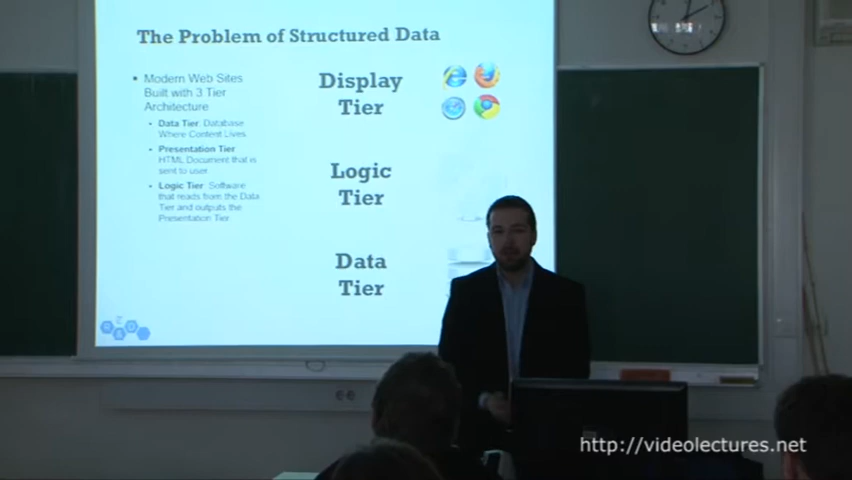 The Problem of Structured Data
Modern Web Sites
Built with 3 Tier
Architecture
Data Tier: Database
Where Content Lives
Presentation Tier
HTML Document that is
sent to user
Logic Tier: Software
that reads from the Data
Tier and outputs the
Presentation Tier
Display
Tier
Logic
Tier
Data
Tier
http://videolectures.net